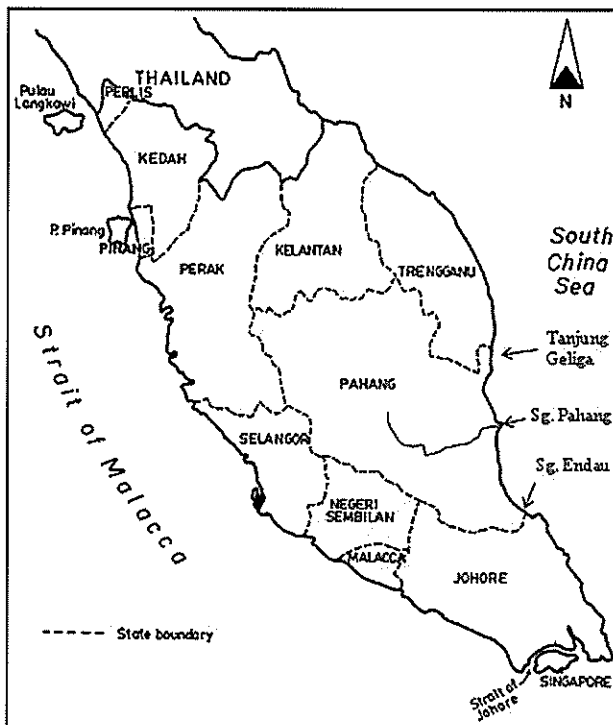 THAILAND
PERLIS
Pulau
Langkawi
KEDAH
P. Pinang
PINANG
PERAK
KELANTAN
TRENGGANU
South
China
Sea
Tanjung
Geliga
PAHANG
Sg. Pahang
SELANGOR
Sg. Endau
NEGERI
SEMBILAN
MALACCA
JOHORE
Strait of Malacca
State boundary
SINGAPORE
Strait of
Johore
N